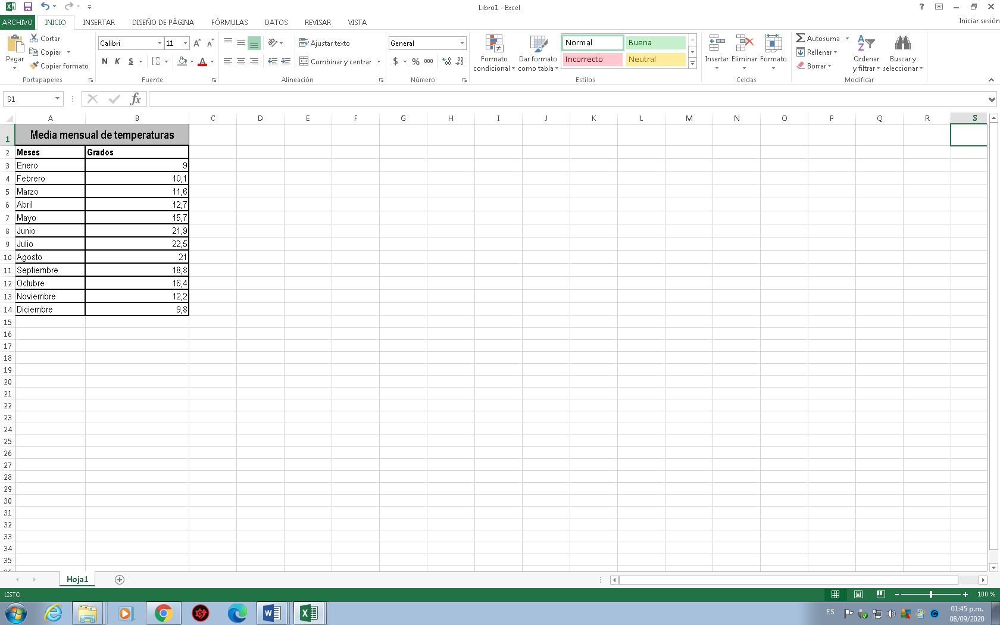 Libro1 - Excel
ARCHIVO INICIO INSERTAR DISEÑO DE PÁGINA FÓRMULAS DATOS REVISAR VISTA Iniciar sesión
Pegar
Cortar
Copiar
Copiar formato
Portapapeles
Calibri 11
N K S
Fuente
Ajustar texto
Combinar y centrar
Alineación
General
$ % 000
Número
Formato condicional
Dar formato como tabla
Normal Buena
Incorrecto Neutral
Estilos
Insertar Eliminar Formato
Celdas
Autosuma
Rellenar
Borrar
Ordenar y filtrar
Buscar y seleccionar
Modificar
S1 fx
A B C D E F G H I J K L M N O P Q R S
1 Media mensual de temperaturas
2 Meses Grados
3 Enero 9
4 Febrero 10,1
5 Marzo 11,6
6 Abril 12,7
7 Mayo 15,7
8 Junio 21,9
9 Julio 22,5
10 Agosto 21
11 Septiembre 18,8
12 Octubre 16,4
13 Noviembre 12,2
14 Diciembre 9,8
15
16
17
18
19
20
21
22
23
24
25
26
27
28
29
30
31
32
33
34
35
Hoja1
LISTO 100 %
ES 01:45 p.m.
08/09/2020